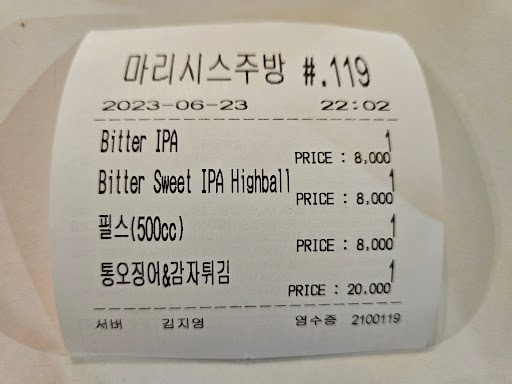 마리시스주방 #.119
2023-06-23 22:02
Bitter IPA 1
PRICE : 8,000
Bitter Sweet IPA Highball 1
PRICE : 8,000
필스(500cc) 1
PRICE : 8,000
통오징어&감자튀김 1
PRICE : 20,000
서버 김지영 영수증 2100119